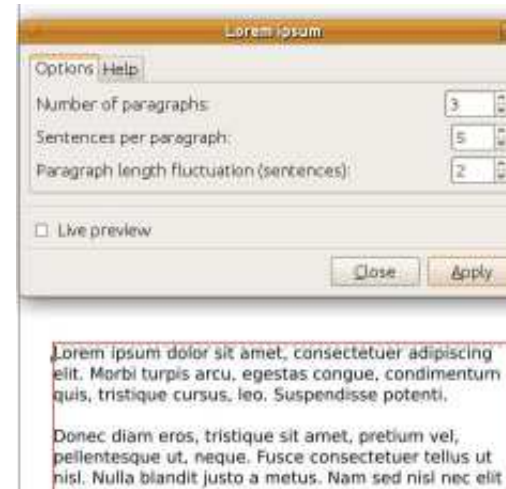 Lorem ipsum
Options Help
Number of paragraphs: 3
Sentences per paragraph: 5
Paragraph length fluctuation (sentences): 2
Live preview
Close Apply
Lorem ipsum dolor sit amet, consectetuer adipiscing
elit. Morbi turpis arcu, egestas congue, condimentum
quis, tristique cursus, leo. Suspendisse potenti.
Donec diam eros, tristique sit amet, pretium vel,
pellentesque ut, neque. Fusce consectetuer tellus ut
nisl. Nulla blandit justo a metus. Nam sed nisl nec elit